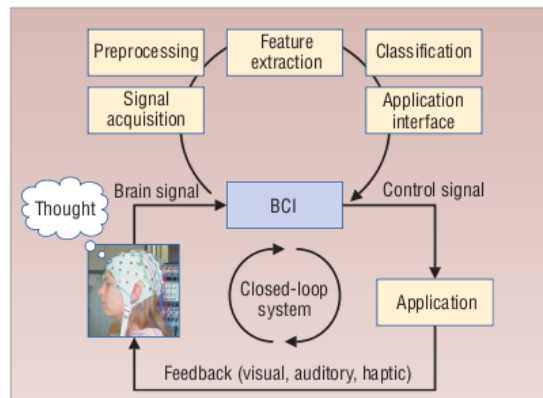 Preprocessing
Feature
extraction
Classification
Signal
acquisition
Application
interface
Brain signal
BCI
Control signal
Thought
Closed-loop
system
Application
Feedback (visual, auditory, haptic)